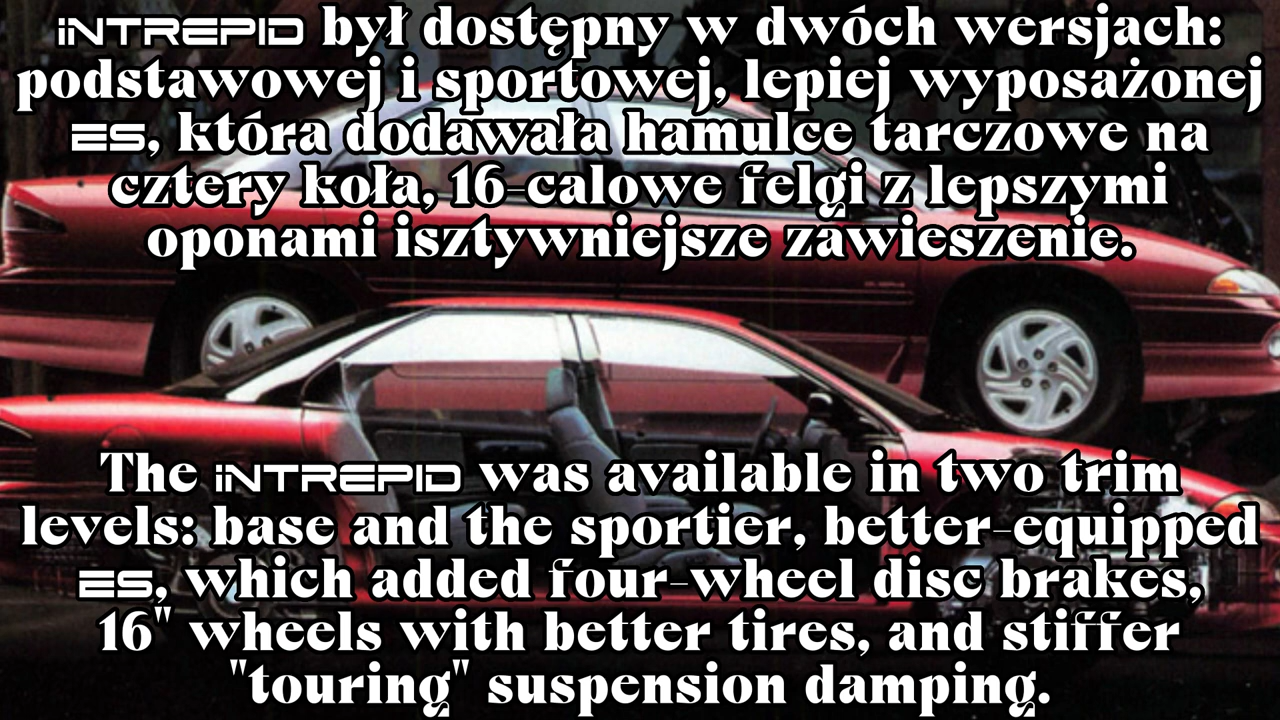 iNTREPID był dostępny w dwóch wersjach:
podstawowej i sportowej, lepiej wyposażonej
ES, która dodawała hamulce tarczowe na
cztery koła, 16-calowe felgi z lepszymi
oponami isztywniejsze zawieszenie.
The iNTREPID was available in two trim
levels: base and the sportier, better-equipped
ES, which added four-wheel disc brakes,
16" wheels with better tires, and stiffer
"touring" suspension damping.